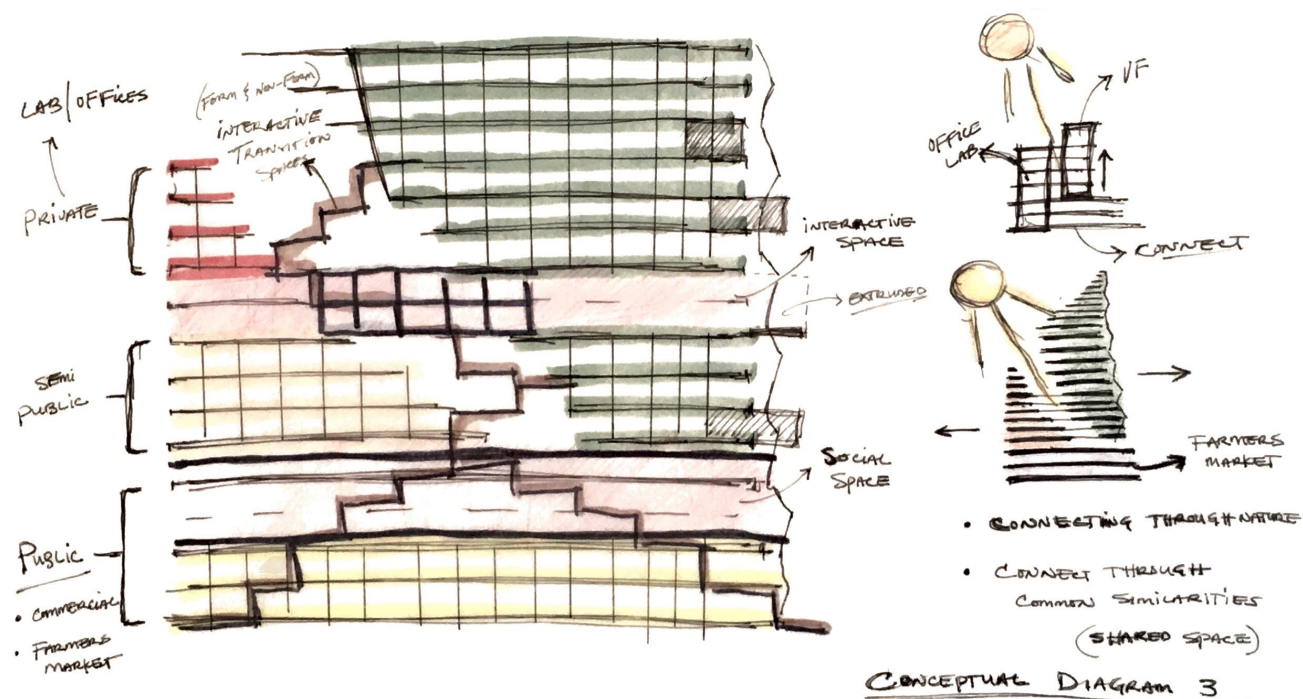 LAB/OFFICES
(FORM & NON-FORM)
INTERACTIVE
TRANSITION
SPACES
PRIVATE
SEMI
PUBLIC
PUBLIC
• COMMERCIAL
• FARMERS
MARKET
INTERACTIVE
SPACE
EXTRUDED
SOCIAL
SPACE
VF
OFFICE
LAB
CONNECT
FARMERS
MARKET
• CONNECTING THROUGH NATURE
• CONNECT THROUGH
COMMON SIMILARITIES
(SHARED SPACE)
CONCEPTUAL DIAGRAM 3